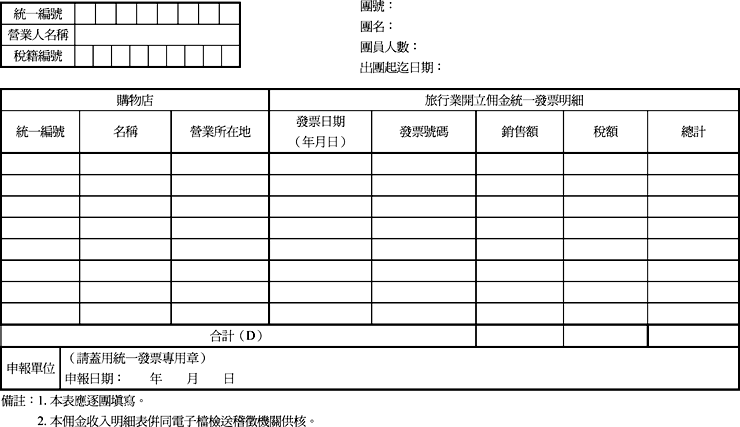 統一編號
營業人名稱
稅籍編號
團號：
團名：
團員人數：
出團起迄日期：
購物店
旅行業開立佣金統一發票明細
統一編號 名稱 營業所在地 發票日期 發票號碼 銷售額 稅額 總計
（年月日）
合計（D）
申報單位
（請蓋用統一發票專用章）
申報日期： 年 月 日
備註：1. 本表應逐團填寫。
2. 本佣金收入明細表併同電子檔檢送稽徵機關供核。